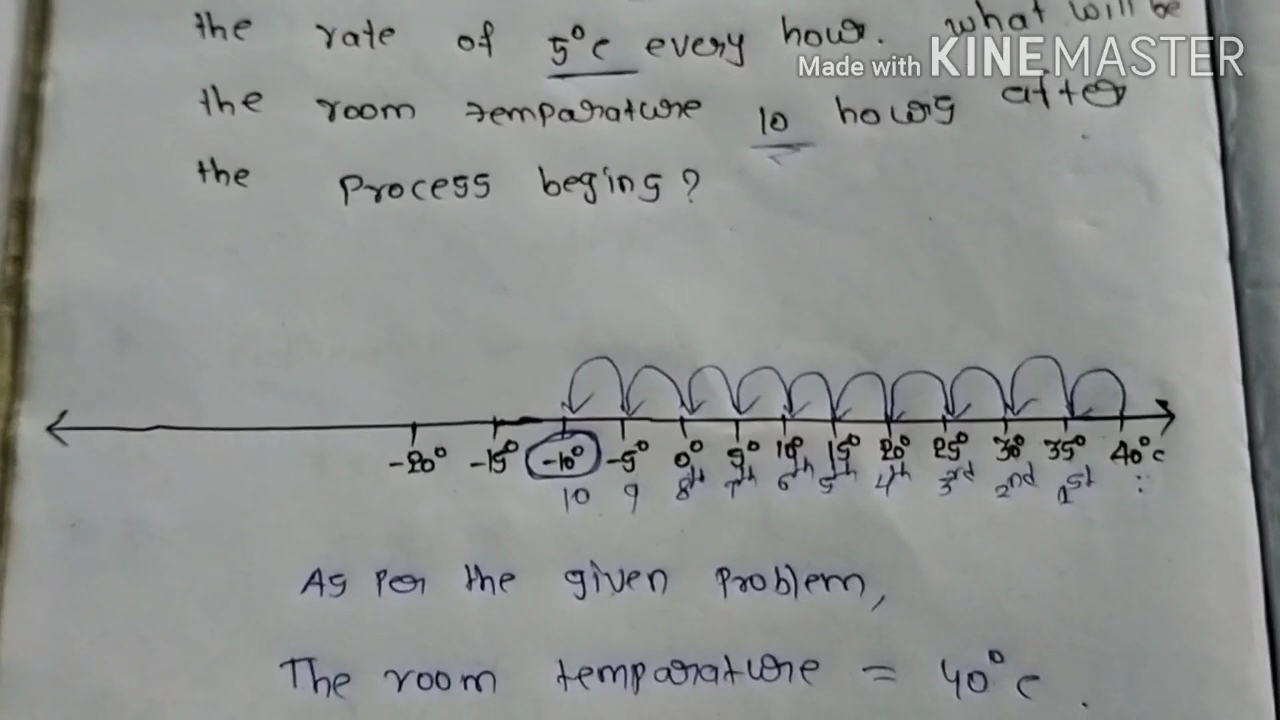 the rate of 5°c every hour. what will be
Made with KINEMASTER
the room temparature 10 hours after
the process begins?
-20° -15° -10° -5° 0° 5° 10° 15° 20° 25° 30° 35° 40°c
10 9 8th 7th 6th 5th 4th 3rd 2nd 1st
As per the given problem,
The room temparature = 40°c.